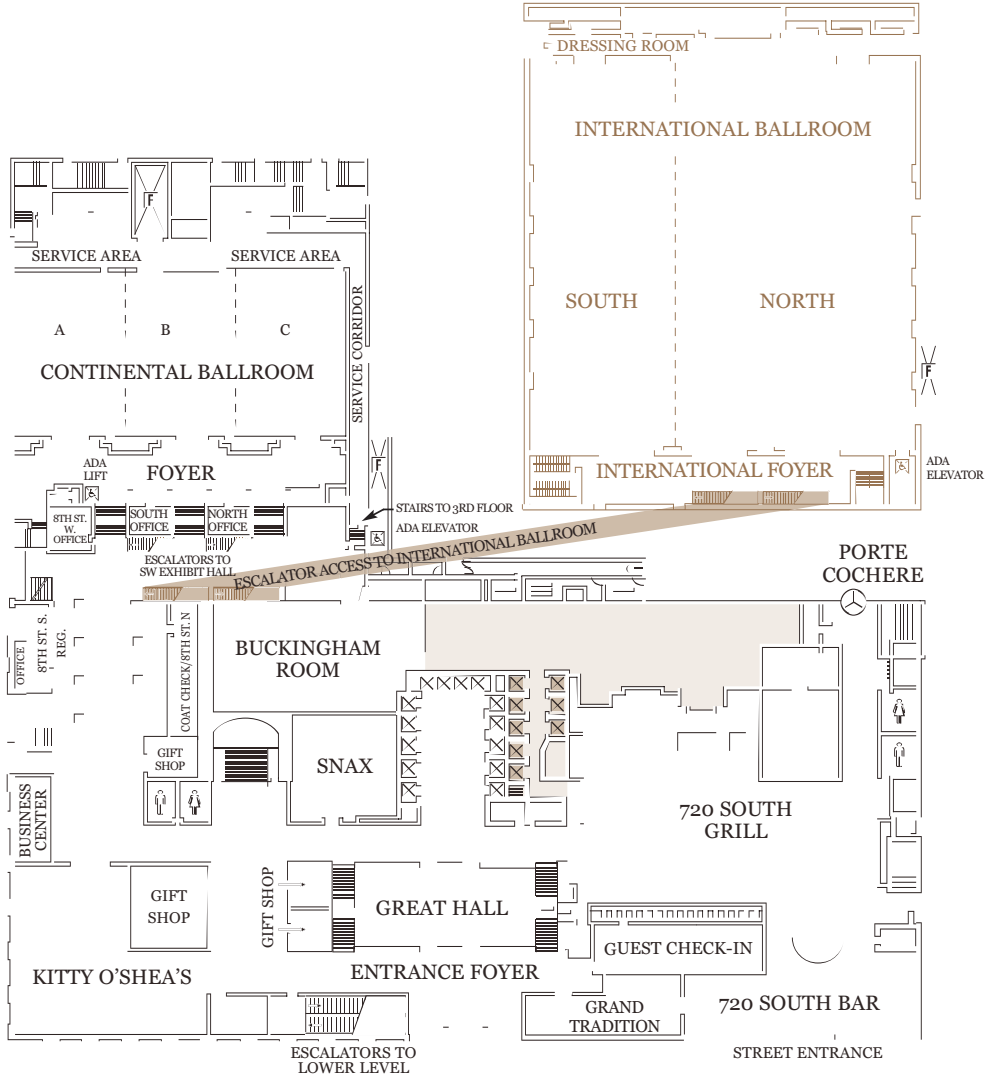 DRESSING ROOM
INTERNATIONAL BALLROOM
F
SERVICE AREA
SERVICE AREA
SOUTH
NORTH
A
B
C
SERVICE CORRIDOR
CONTINENTAL BALLROOM
F
F
ADA
LIFT
FOYER
INTERNATIONAL FOYER
ADA
ELEVATOR
8TH ST.
W.
OFFICE
SOUTH
OFFICE
NORTH
OFFICE
STAIRS TO 3RD FLOOR
ADA ELEVATOR
ESCALATORS TO
SW EXHIBIT HALL
ESCALATOR ACCESS TO INTERNATIONAL BALLROOM
PORTE
COCHERE
OFFICE
8TH ST. S.
REG.
COAT CHECK/8TH ST. N
BUCKINGHAM
ROOM
GIFT
SHOP
SNAX
BUSINESS
CENTER
720 SOUTH
GRILL
GIFT
SHOP
GIFT SHOP
GREAT HALL
GUEST CHECK-IN
KITTY O'SHEA'S
ENTRANCE FOYER
GRAND
TRADITION
720 SOUTH BAR
ESCALATORS TO
LOWER LEVEL
STREET ENTRANCE